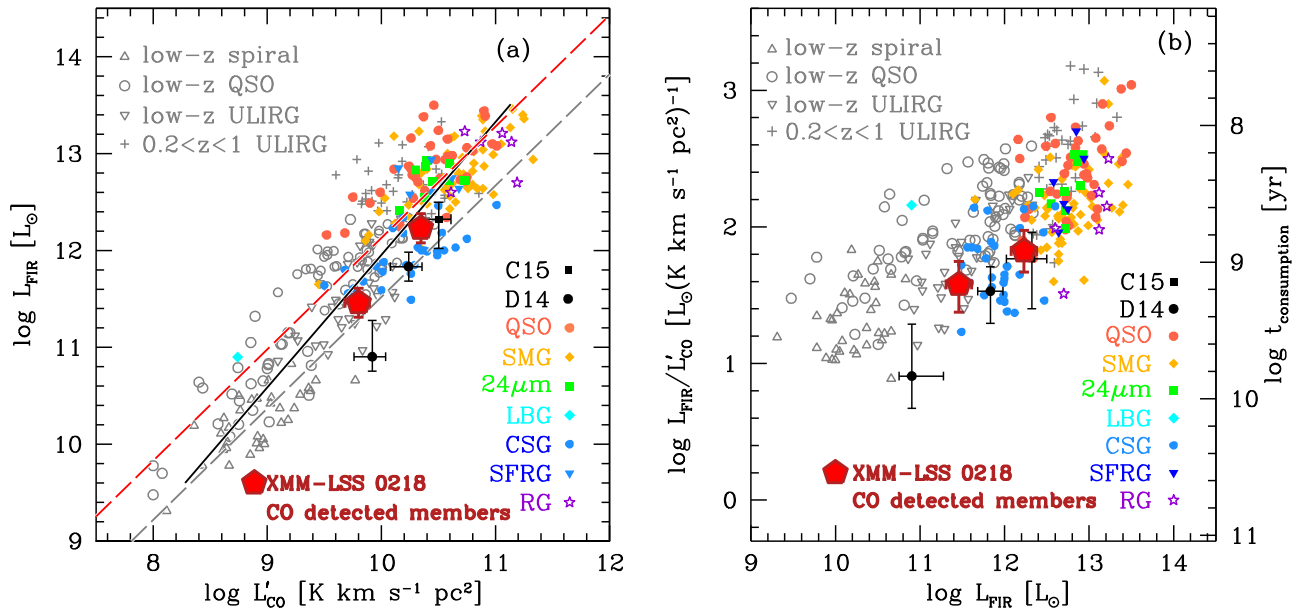 (a)
low-z spiral
low-z QSO
low-z ULIRG
0.2<z<1 ULIRG
C15
D14
QSO
SMG
24μm
LBG
CSG
SFRG
RG
XMM-LSS 0218
CO detected members
14
13
12
11
10
9
log L_FIR [L_⊙]
8
9
10
11
12
log L′_CO [K km s⁻¹ pc²]
(b)
low-z spiral
low-z QSO
low-z ULIRG
0.2<z<1 ULIRG
C15
D14
QSO
SMG
24μm
LBG
CSG
SFRG
RG
XMM-LSS 0218
CO detected members
3
2
1
0
log L_FIR/L′_CO [L_⊙(K km s⁻¹ pc²)⁻¹]
9
10
11
12
13
14
log L_FIR [L_⊙]
8
9
10
11
log t_consumption [yr]